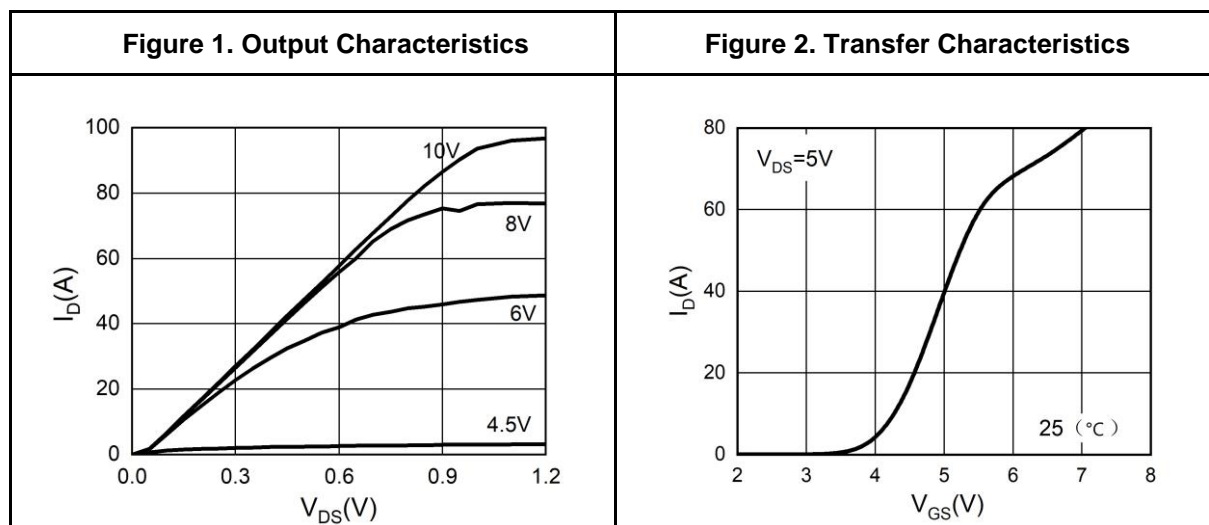 Figure 1. Output Characteristics
Figure 2. Transfer Characteristics
100
80
60
40
20
0
I_D(A)
10V
8V
6V
4.5V
0.0
0.3
0.6
0.9
1.2
V_DS(V)
80
60
40
20
0
I_D(A)
V_DS=5V
25（℃）
2
3
4
5
6
7
8
V_GS(V)